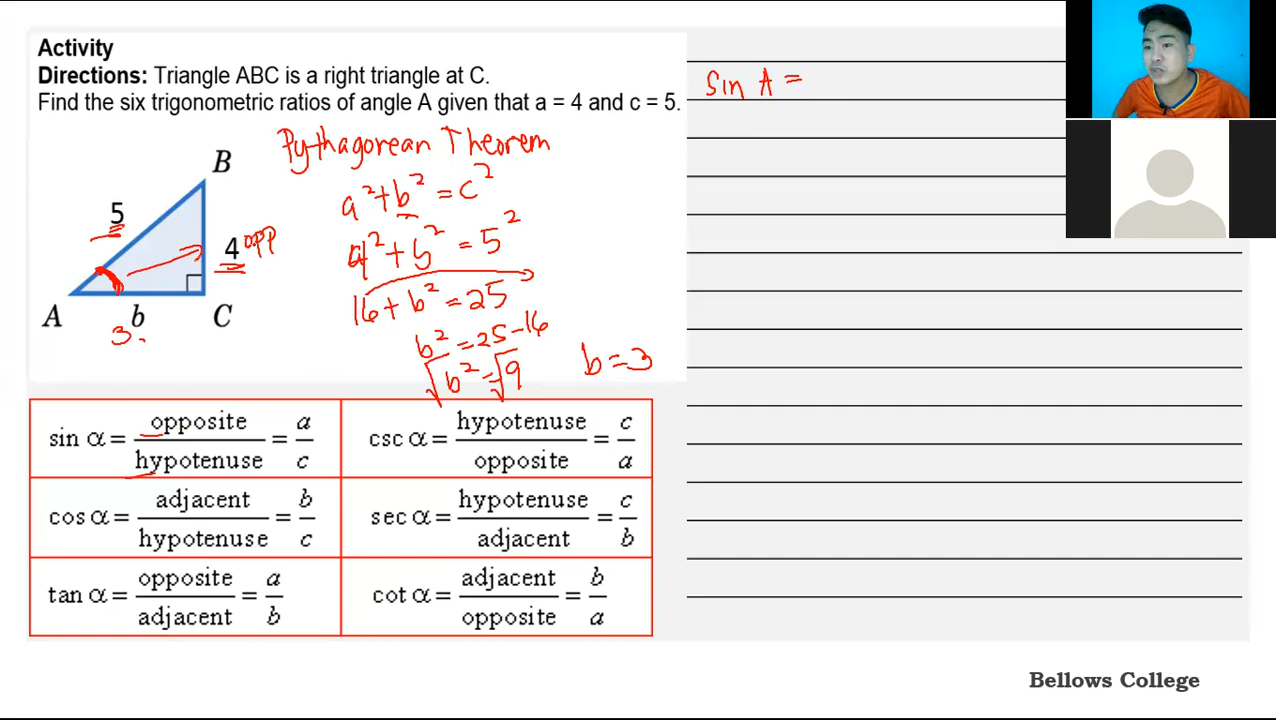 Activity
Directions: Triangle ABC is a right triangle at C.
Find the six trigonometric ratios of angle A given that a = 4 and c = 5.
Pythagorean Theorem
a² + b² = c²
4² + b² = 5²
16 + b² = 25
b² = 25 - 16
√b² = √9
b = 3
B
5
4 opp
A
b
C
3.
sin α = opposite / hypotenuse = a / c
csc α = hypotenuse / opposite = c / a
cos α = adjacent / hypotenuse = b / c
sec α = hypotenuse / adjacent = c / b
tan α = opposite / adjacent = a / b
cot α = adjacent / opposite = b / a
Sin A =
Bellows College